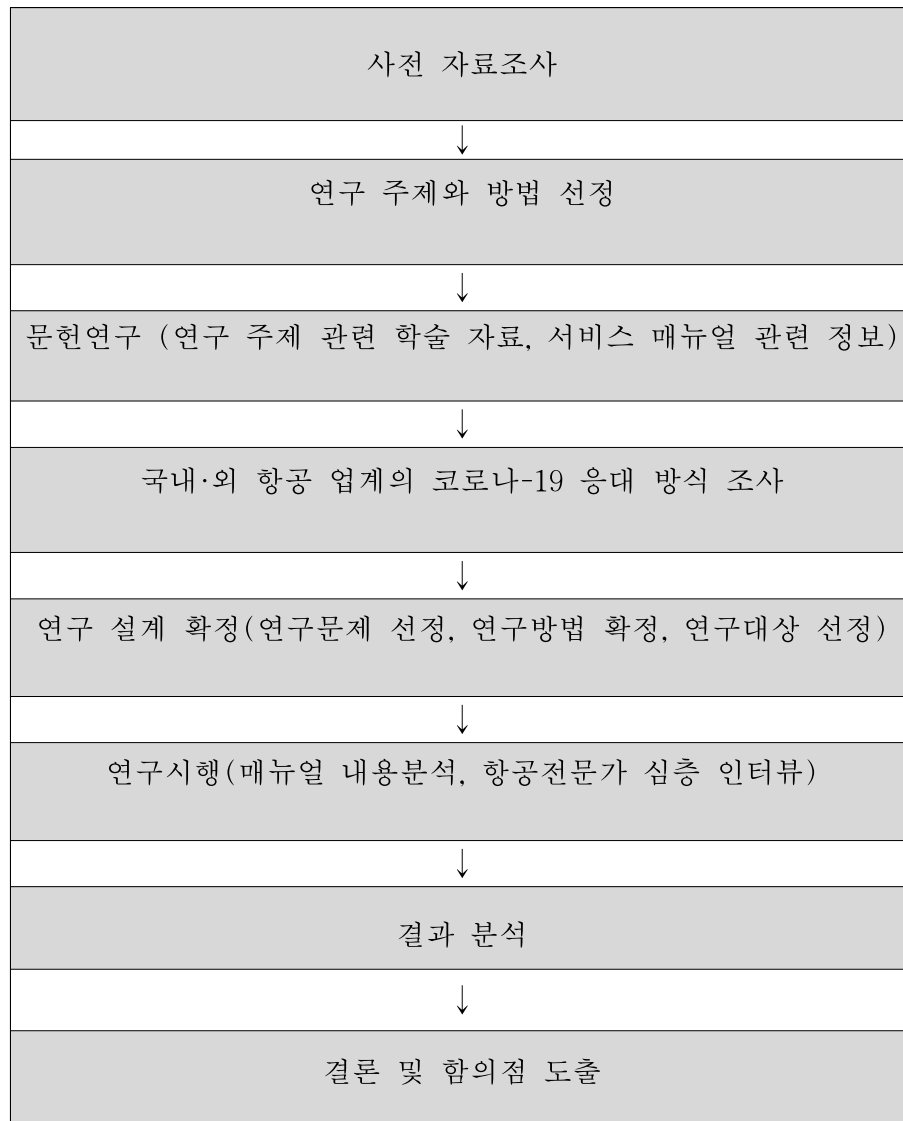 사전 자료조사
↓
연구 주제와 방법 선정
↓
문헌연구 (연구 주제 관련 학술 자료, 서비스 매뉴얼 관련 정보)
↓
국내·외 항공 업계의 코로나-19 응대 방식 조사
↓
연구 설계 확정(연구문제 선정, 연구방법 확정, 연구대상 선정)
↓
연구시행(매뉴얼 내용분석, 항공전문가 심층 인터뷰)
↓
결과 분석
↓
결론 및 함의점 도출